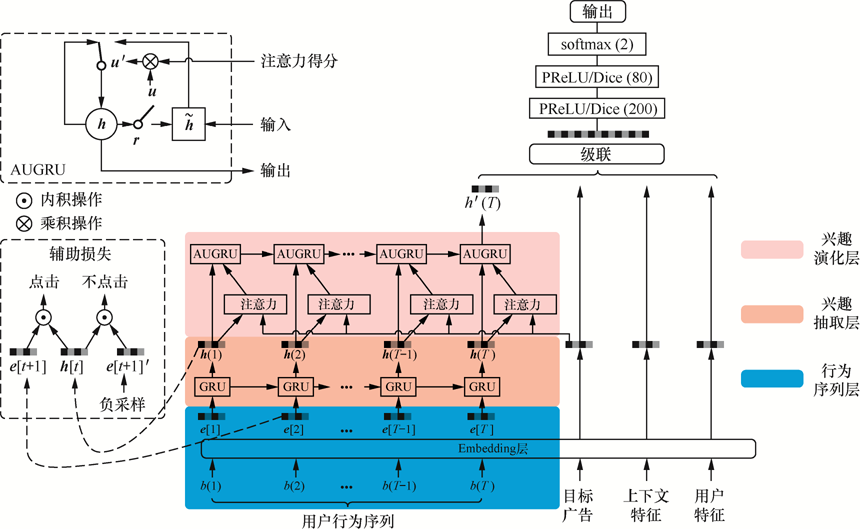 输出
softmax (2)
PReLU/Dice (80)
PReLU/Dice (200)
级联
h′(T)
u′
注意力得分
u
h
r
h̃
输入
输出
AUGRU
内积操作
乘积操作
辅助损失
点击 不点击
e[t+1] h[t] e[t+1]′
负采样
AUGRU AUGRU ··· AUGRU AUGRU
注意力 注意力 注意力 注意力
h(1) h(2) h(T−1) h(T)
GRU GRU ··· GRU GRU
e[1] e[2] ··· e[T−1] e[T]
Embedding层
b(1) b(2) ··· b(T−1) b(T)
用户行为序列
目标
广告
上下文
特征
用户
特征
兴趣
演化层
兴趣
抽取层
行为
序列层